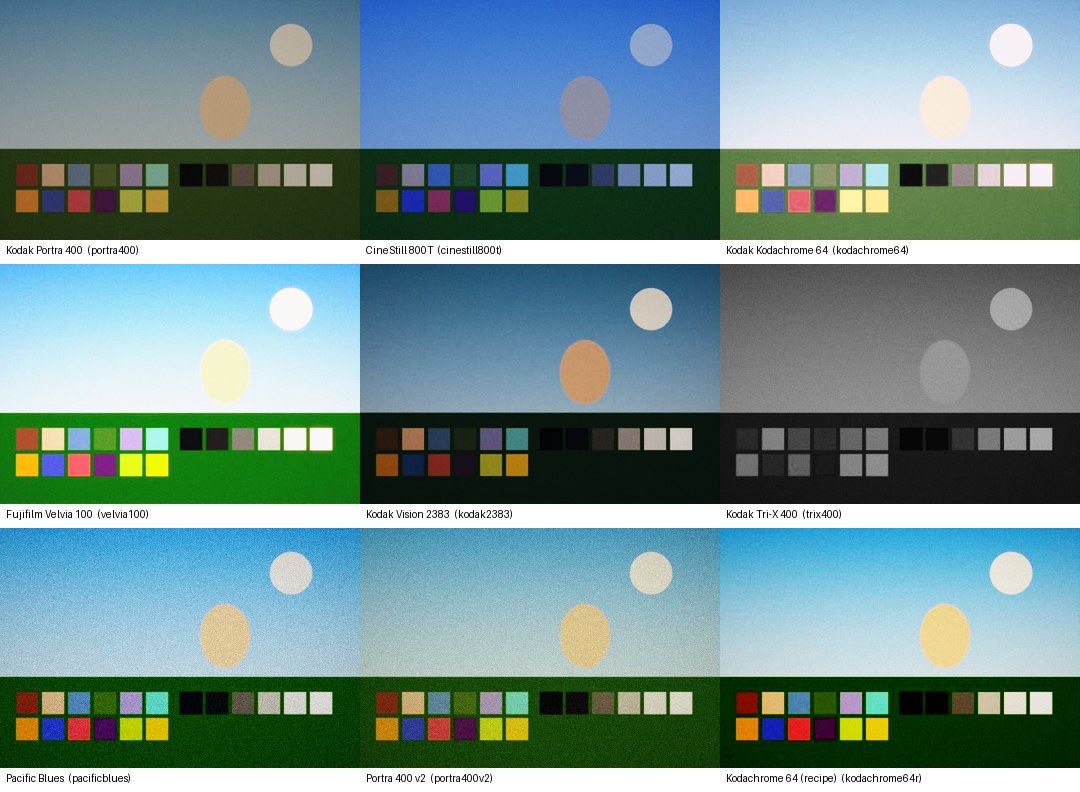 Kodak Portra 400 (portra400)
CineStill 800T (cinestill800t)
Kodak Kodachrome 64 (kodachrome64)
Fujifilm Velvia 100 (velvia100)
Kodak Vision 2383 (kodak2383)
Kodak Tri-X 400 (trix400)
Pacific Blues (pacificblues)
Portra 400 v2 (portra400v2)
Kodachrome 64 (recipe) (kodachrome64r)